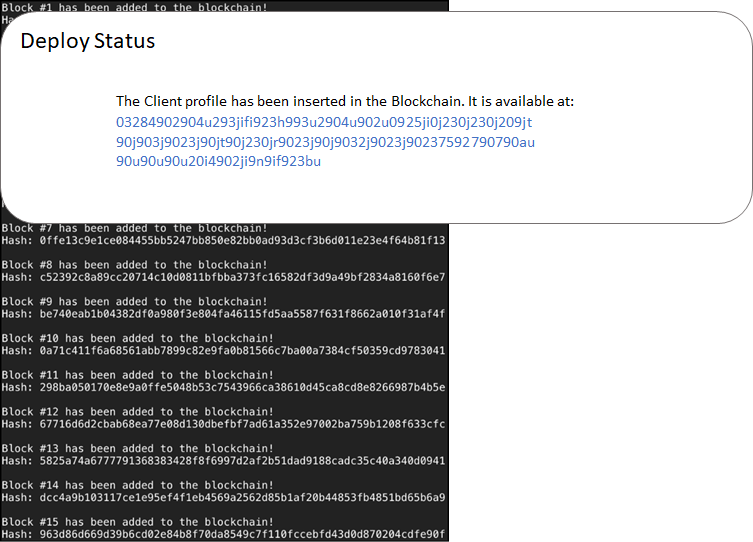 Block #1 has been added to the blockchain!
Hash:
Deploy Status
The Client profile has been inserted in the Blockchain. It is available at:
03284902904u293jifi923h993u2904u902u0925ji0j230j230j209jt
90j903j9023j90jt90j230jr9023j90j9032j9023j90237592790790au
90u90u90u20i4902ji9n9if923bu
Block #7 has been added to the blockchain!
Hash: 0ffe13c9e1ce084455bb5247bb850e82bb0ad93d3cf3b6d011e23e4f64b81f13
Block #8 has been added to the blockchain!
Hash: c52392c8a89cc20714c10d0811bfbba373fc16582df3d9a49bf2834a8160f6e7
Block #9 has been added to the blockchain!
Hash: be740eab1b04382df0a980f3e804fa46115fd5aa5587f631f8662a010f31af4f
Block #10 has been added to the blockchain!
Hash: 0a71c411f6a68561abb7899c82e9fa0b81566c7ba00a7384cf50359cd9783041
Block #11 has been added to the blockchain!
Hash: 298ba050170e8e9a0ffe5048b53c7543966ca38610d45ca8cd8e8266987b4b5e
Block #12 has been added to the blockchain!
Hash: 67716d6d2cbab68ea77e08d130dbefbf7ad61a352e97002ba759b1208f633cfc
Block #13 has been added to the blockchain!
Hash: 5825a74a6777791368383428f8f6997d2af2b51dad9188cadc35c40a340d0941
Block #14 has been added to the blockchain!
Hash: dcc4a9b103117ce1e95ef4f1eb4569a2562d85b1af20b44853fb4851bd65b6a9
Block #15 has been added to the blockchain!
Hash: 963d86d669d39b6cd02e84b8f70da8549c7f110fccebfd43d0d870204cdfe90f